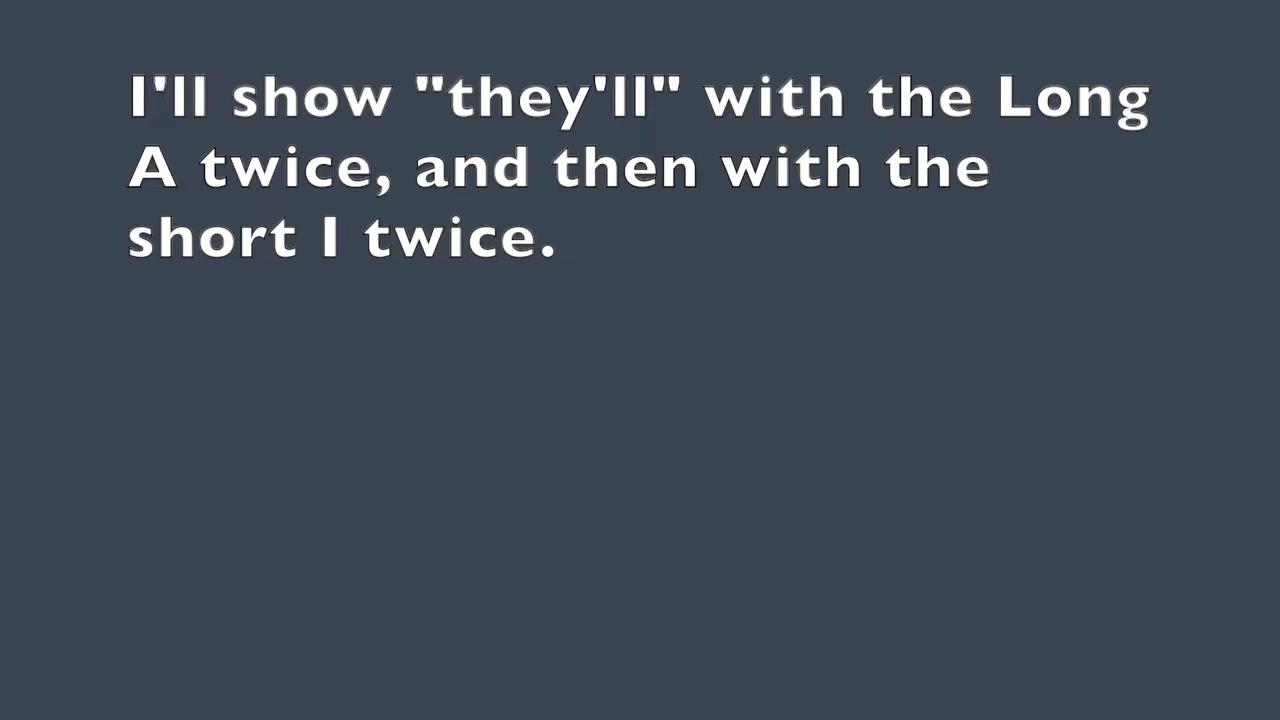 I'll show "they'll" with the Long
A twice, and then with the
short I twice.